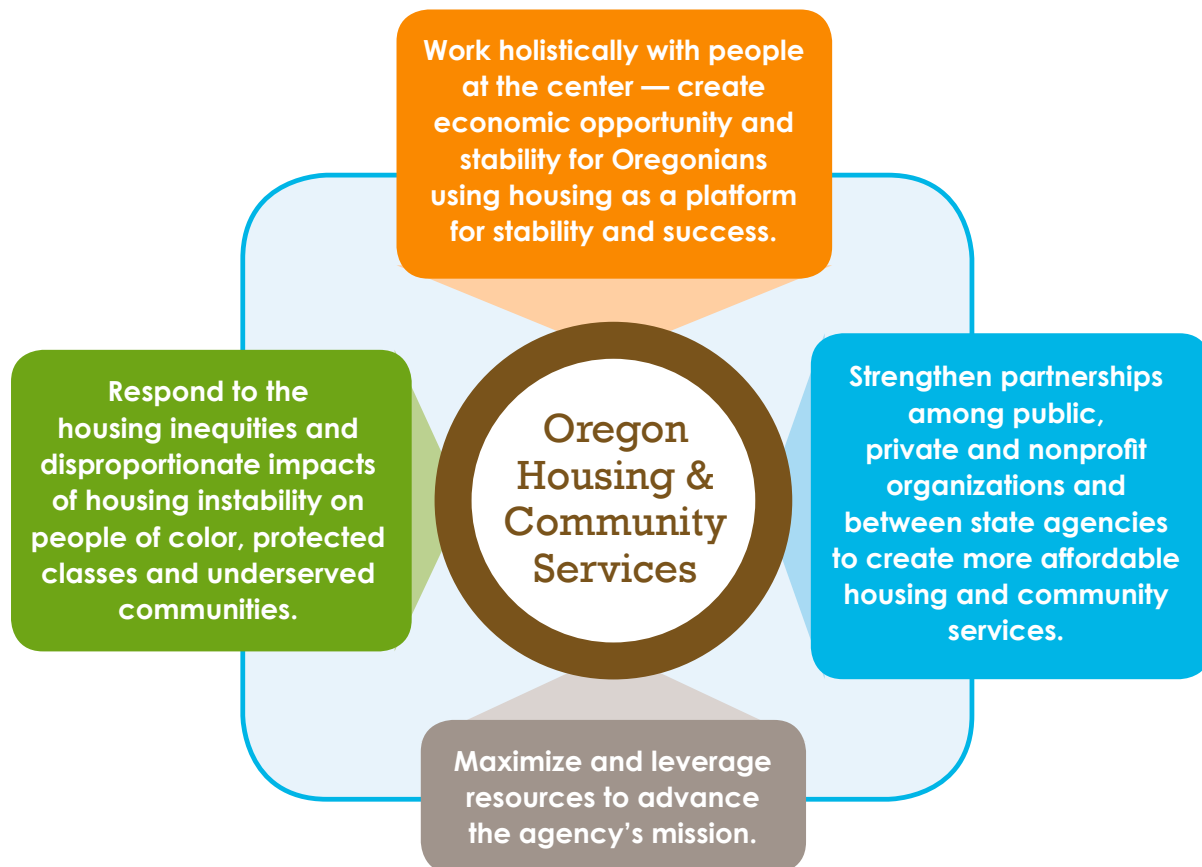 Work holistically with people
at the center — create
economic opportunity and
stability for Oregonians
using housing as a platform
for stability and success.
Respond to the
housing inequities and
disproportionate impacts
of housing instability on
people of color, protected
classes and underserved
communities.
Oregon
Housing &
Community
Services
Strengthen partnerships
among public,
private and nonprofit
organizations and
between state agencies
to create more affordable
housing and community
services.
Maximize and leverage
resources to advance
the agency’s mission.